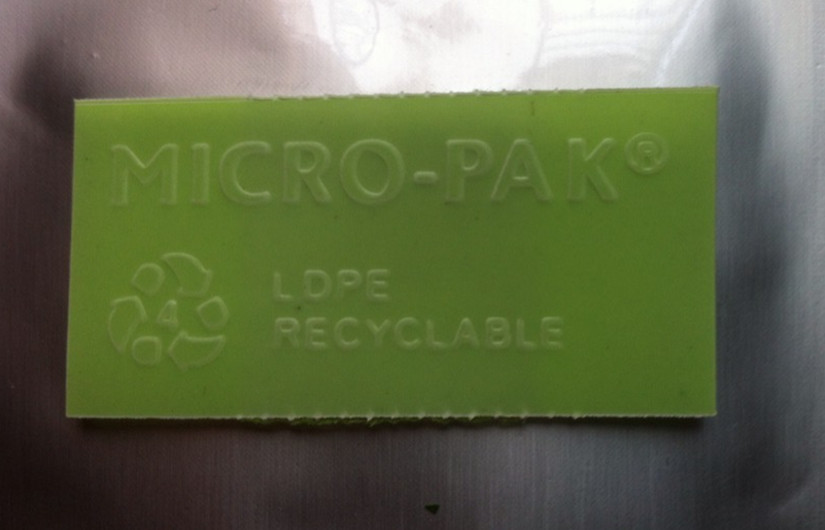 MICRO-PAK®
LDPE
4
RECYCLABLE